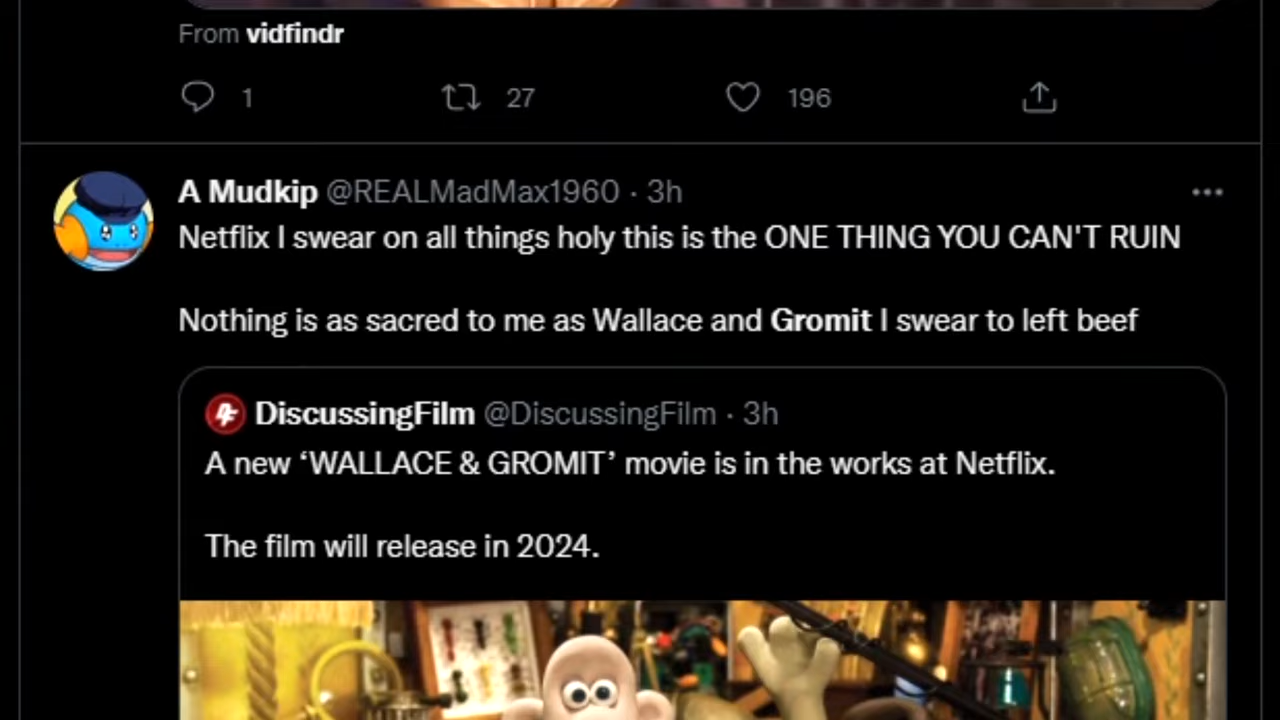 From vidfindr
1 27 196
A Mudkip @REALMadMax1960 · 3h
Netflix I swear on all things holy this is the ONE THING YOU CAN'T RUIN
Nothing is as sacred to me as Wallace and Gromit I swear to left beef
DiscussingFilm @DiscussingFilm · 3h
A new ‘WALLACE & GROMIT’ movie is in the works at Netflix.
The film will release in 2024.